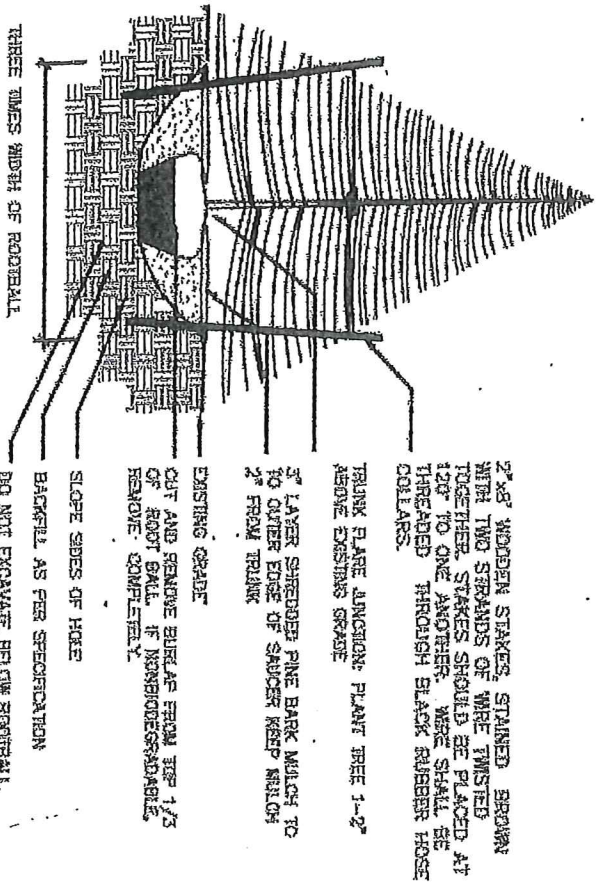 2"x8' WOODEN STAKES, STAINED BROWN
WITH TWO STRANDS OF WIRE TWISTED
TOGETHER. STAKES SHOULD BE PLACED AT
120° TO ONE ANOTHER. WIRE SHALL BE
THREADED THROUGH BLACK RUBBER HOSE
COLLARS.
TRUNK FLARE JUNCTION: PLANT TREE 1-2"
ABOVE EXISTING GRADE
3" LAYER SHREDDED PINE BARK MULCH TO
TO OUTER EDGE OF SAUCER KEEP MULCH
2" FROM TRUNK
EXISTING GRADE
CUT AND REMOVE BURLAP FROM TOP 1/3
OF ROOT BALL. IF NONBIODEGRADABLE,
REMOVE COMPLETELY.
SLOPE SIDES OF HOLE
BACKFILL AS PER SPECIFICATION
DO NOT EXCAVATE BELOW ROOTBALL.
THREE TIMES WIDTH OF ROOTBALL